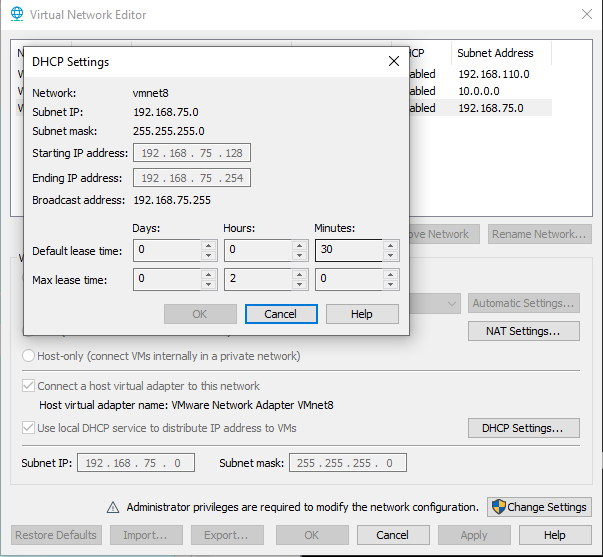 Virtual Network Editor
DHCP Subnet Address
DHCP Settings
abled 192.168.110.0
Network: vmnet8
abled 10.0.0.0
Subnet IP: 192.168.75.0
abled 192.168.75.0
Subnet mask: 255.255.255.0
Starting IP address: 192 . 168 . 75 . 128
Ending IP address: 192 . 168 . 75 . 254
Broadcast address: 192.168.75.255
Days: Hours: Minutes:
ove Network Rename Network...
Default lease time: 0 0 30
Max lease time: 0 2 0
Automatic Settings...
OK Cancel Help
NAT Settings...
Host-only (connect VMs internally in a private network)
Connect a host virtual adapter to this network
Host virtual adapter name: VMware Network Adapter VMnet8
Use local DHCP service to distribute IP address to VMs DHCP Settings...
Subnet IP: 192 . 168 . 75 . 0 Subnet mask: 255 . 255 . 255 . 0
Administrator privileges are required to modify the network configuration. Change Settings
Restore Defaults Import... Export... OK Cancel Apply Help